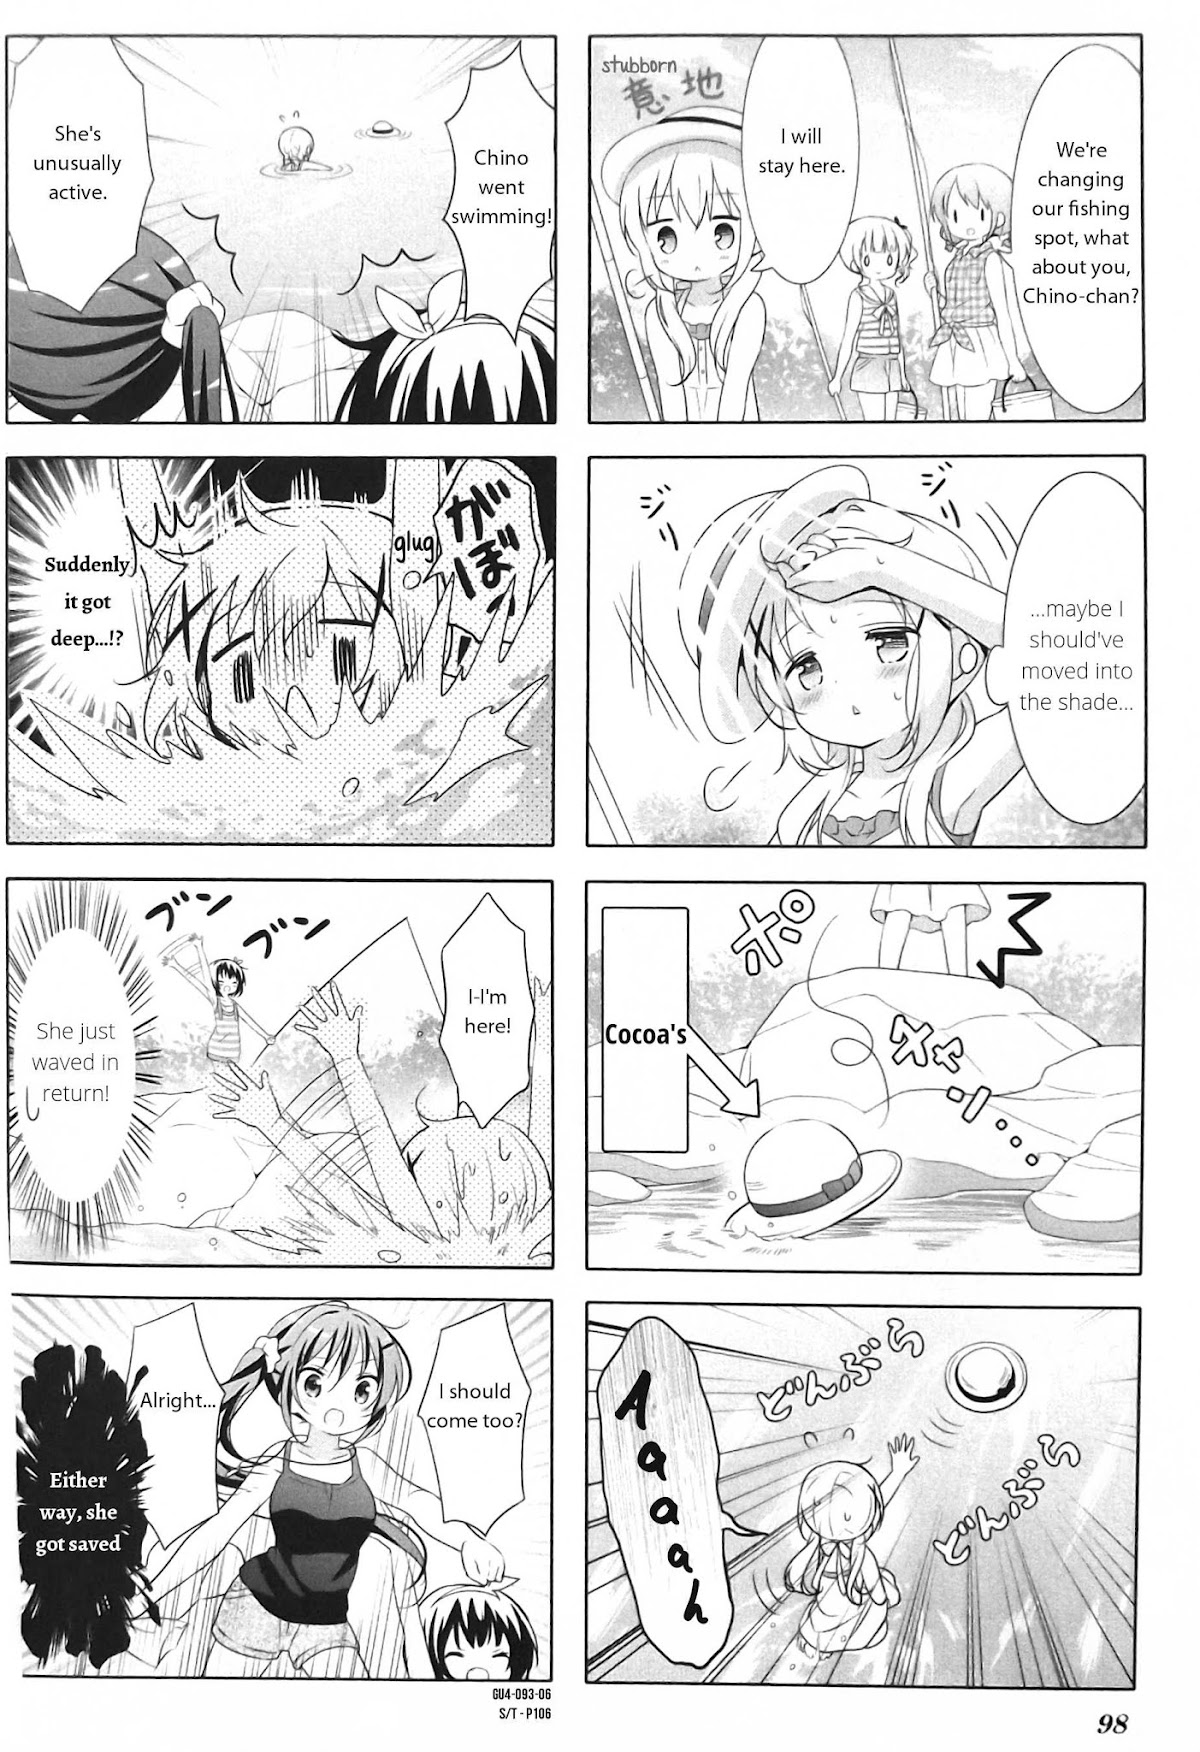 stubborn
意地
We're
changing
our fishing
spot, what
about you,
Chino-chan?
I will
stay here.
ジリ
ジリ
...maybe I
should've
moved into
the shade...
ポロ
Cocoa's
クャン...
どんぶら
どんぶら
Aaaah
Chino
went
swimming!
She's
unusually
active.
がぼっ
glug
Suddenly
it got
deep...!?
I-I'm
here!
ブン
ブン
She just
waved in
return!
I should
come too?
Alright...
Either
way, she
got saved
GU4-093-06
S/T - P106
98